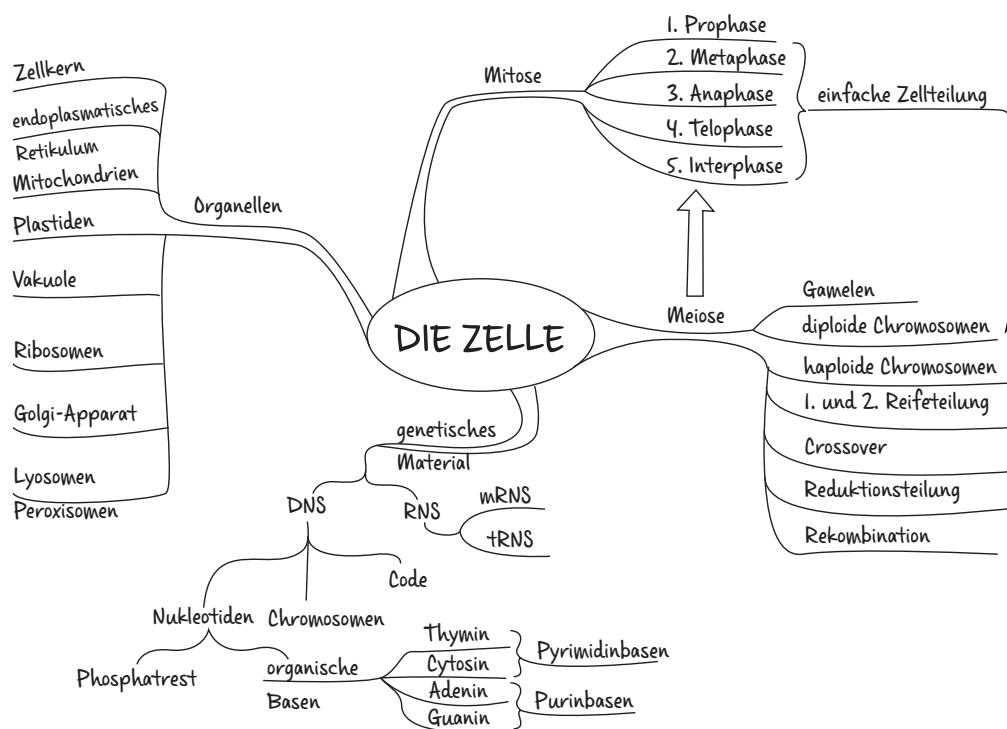 1. Prophase
2. Metaphase
3. Anaphase
4. Telophase
5. Interphase
Mitose
einfache Zellteilung
Zellkern
endoplasmatisches
Retikulum
Mitochondrien
Plastiden
Vakuole
Ribosomen
Golgi-Apparat
Lyosomen
Peroxisomen
Organellen
DIE ZELLE
Meiose
Gamelen
diploide Chromosomen
haploide Chromosomen
1. und 2. Reifeteilung
Crossover
Reduktionsteilung
Rekombination
genetisches
Material
DNS
RNS
mRNS
tRNS
Code
Nukleotiden
Chromosomen
Phosphatrest
organische
Basen
Thymin
Cytosin
Adenin
Guanin
Pyrimidinbasen
Purinbasen